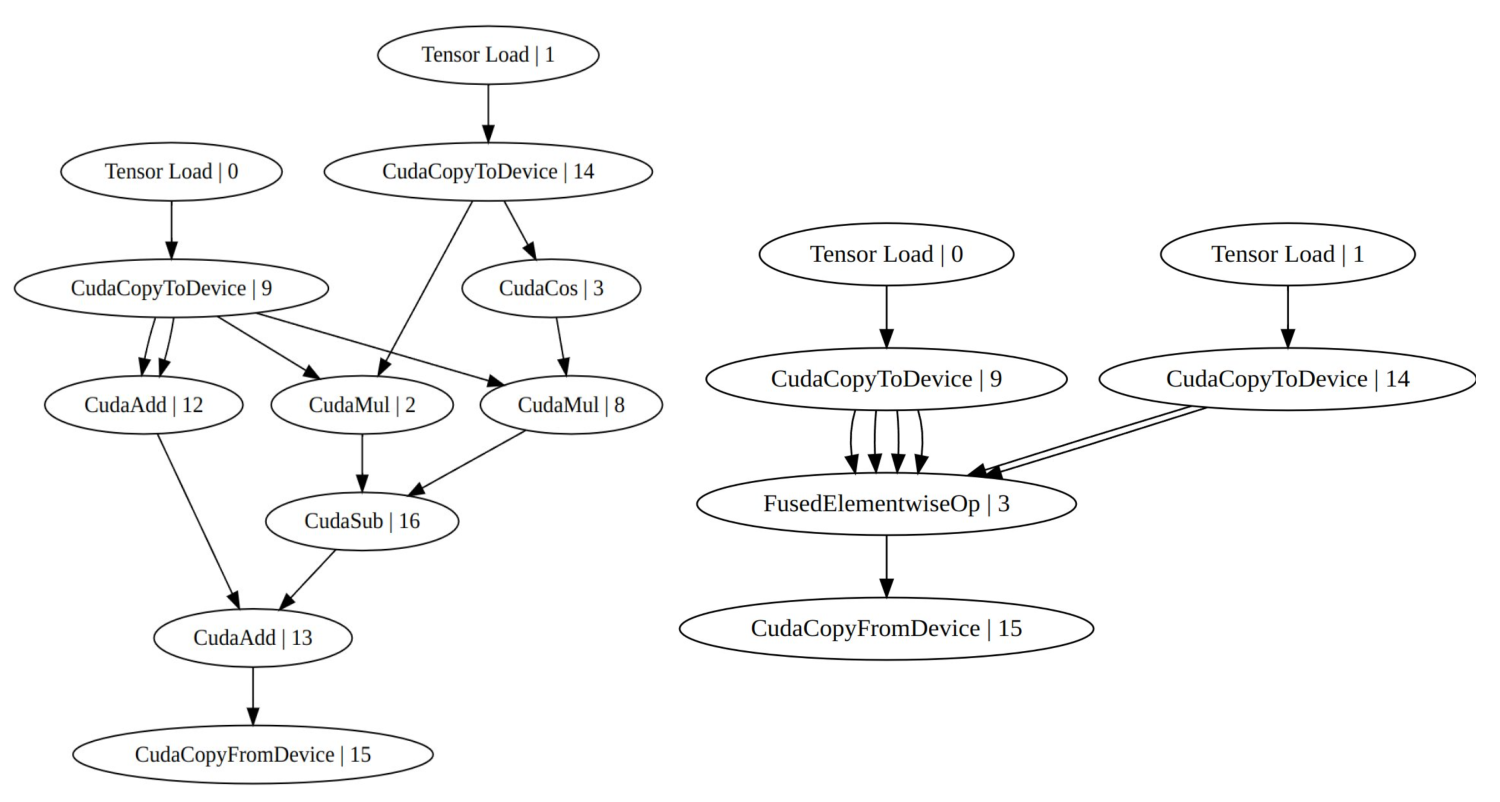 Tensor Load | 1
Tensor Load | 0
CudaCopyToDevice | 14
CudaCopyToDevice | 9
CudaCos | 3
CudaAdd | 12
CudaMul | 2
CudaMul | 8
CudaSub | 16
CudaAdd | 13
CudaCopyFromDevice | 15
Tensor Load | 0
Tensor Load | 1
CudaCopyToDevice | 9
CudaCopyToDevice | 14
FusedElementwiseOp | 3
CudaCopyFromDevice | 15